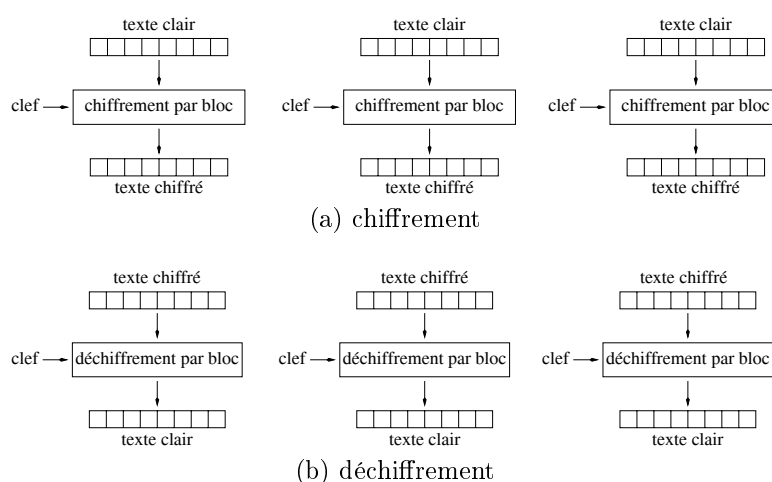 texte clair texte clair texte clair
clef chiffrement par bloc clef chiffrement par bloc clef chiffrement par bloc
texte chiffré texte chiffré texte chiffré
(a) chiffrement
texte chiffré texte chiffré texte chiffré
clef déchiffrement par bloc clef déchiffrement par bloc clef déchiffrement par bloc
texte clair texte clair texte clair
(b) déchiffrement